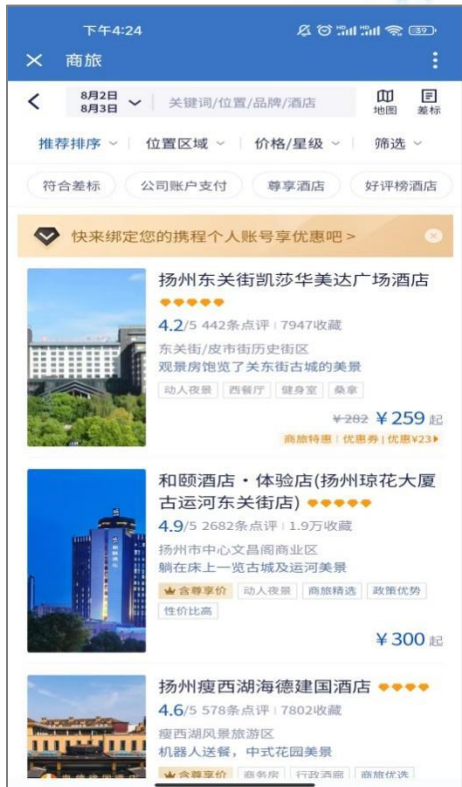 下午4:24
39
商旅
8月2日
8月3日
关键词/位置/品牌/酒店
地图
差标
推荐排序
位置区域
价格/星级
筛选
符合差标
公司账户支付
尊享酒店
好评榜酒店
快来绑定您的携程个人账号享优惠吧 >
扬州东关街凯莎华美达广场酒店
4.2/5 442条点评 | 7947收藏
东关街/皮市街历史街区
观景房饱览了关东街古城的美景
动人夜景 西餐厅 健身室 桑拿
¥282 ¥259起
商旅特惠 | 优惠券 | 优惠¥23
和颐酒店·体验店(扬州琼花大厦
古运河东关街店)
4.9/5 2682条点评 | 1.9万收藏
扬州市中心文昌阁商业区
躺在床上一览古城及运河美景
含尊享价 动人夜景 商旅精选 政策优势
性价比高
¥300起
扬州瘦西湖海德建国酒店
4.6/5 578条点评 | 7802收藏
瘦西湖风景旅游区
机器人送餐，中式花园美景
含尊享价 商务房 行政酒廊 商旅优选